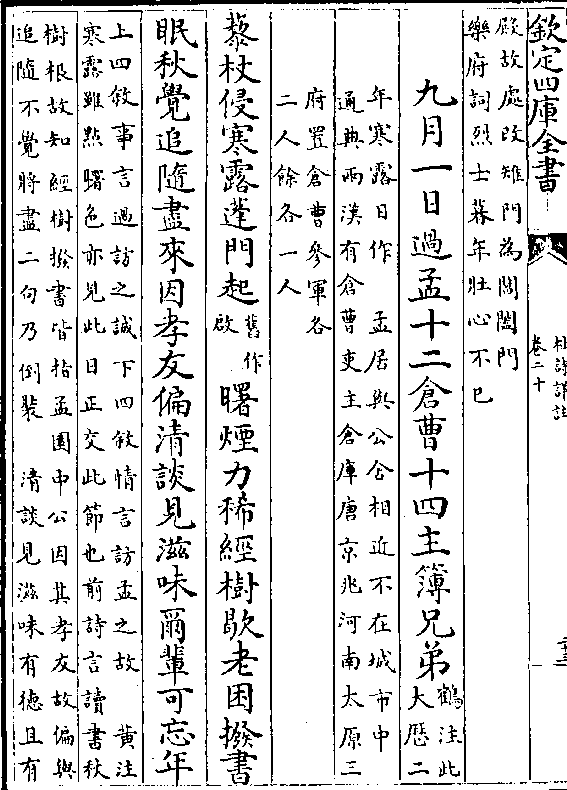 欽定四庫全書
杜詩詳註
卷二十
三
殿故處改雉門為閶闔門
樂府詞烈士暮年壯心不已
九月一日過孟十二倉曹十四主簿兄弟
鶴注此
大厯二
年寒露日作 孟居與公舍相近不在城市中
通典兩漢有倉曹吏主倉庫唐京兆河南太原三
府置倉曹參軍各
二人餘各一人
藜杖侵寒露蓬門起
舊作
啟
曙煙力稀經樹歇老困撥書
眠秋覺追隨盡來因孝友偏清談見滋味爾輩可忘年
上四敘事言過訪之誠下四敘情言訪孟之故 黃注
寒露雖點曙色亦見此日正交此節也前詩言讀書秋
樹根故知經樹撥書皆指孟園中公因其孝友故偏與
追隨不覺將盡二句乃倒裝 清談見滋味有德且有